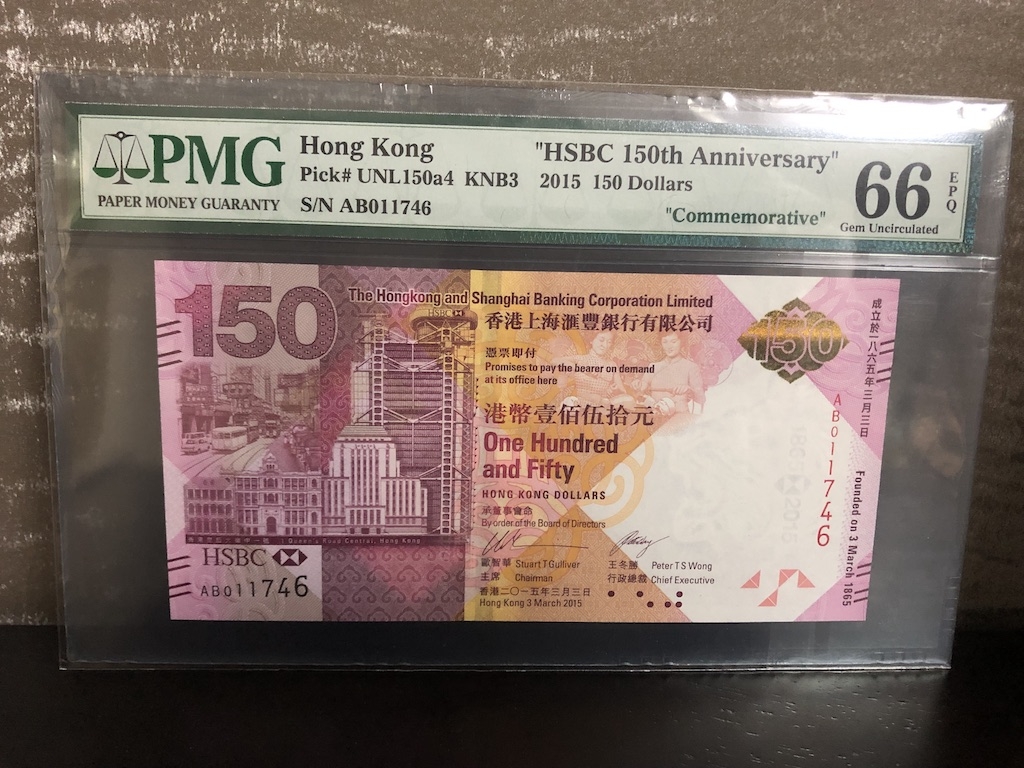 PMG
PAPER MONEY GUARANTY
Hong Kong
Pick# UNL150a4 KNB3
S/N AB011746
"HSBC 150th Anniversary"
2015 150 Dollars
"Commemorative"
66
EPQ
Gem Uncirculated
150
The Hongkong and Shanghai Banking Corporation Limited
香港上海滙豐銀行有限公司
HSBC
憑票即付
Promises to pay the bearer on demand
at its office here
港幣壹佰伍拾元
One Hundred
and Fifty
HONG KONG DOLLARS
承董事會命
By order of the Board of Directors
歐智華 Stuart T Gulliver
主席 Chairman
王冬勝 Peter T S Wong
行政總裁 Chief Executive
香港二〇一五年三月三日
Hong Kong 3 March 2015
1 Queen's Road Central, Hong Kong
HSBC
AB011746
150
成立於一八六五年三月三日
AB011746
Founded on 3 March 1865